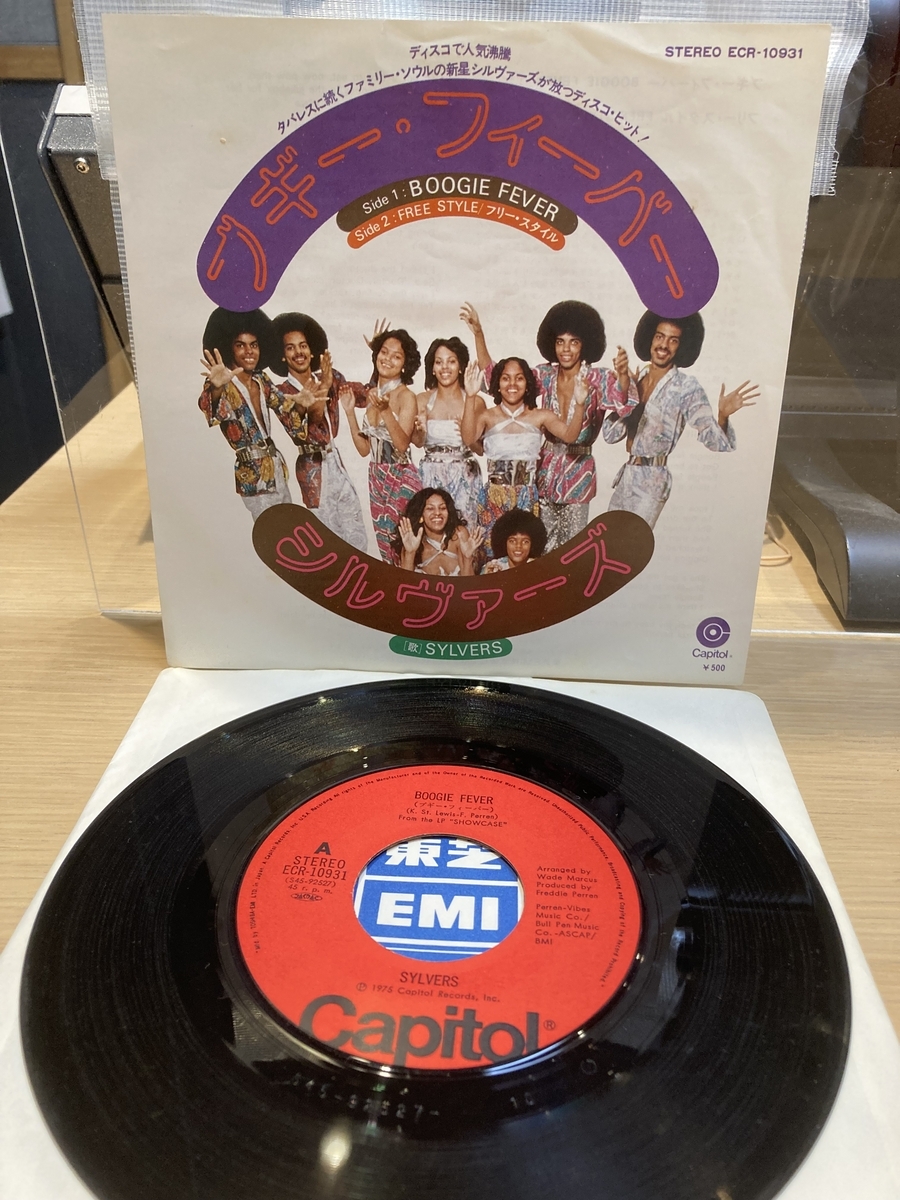 ディスコで人気沸騰
タバレスに続くファミリー・ソウルの新星シルヴァーズが放つディスコ・ヒット!
STEREO ECR-10931
ブギー・フィーバー
Side 1 : BOOGIE FEVER
Side 2 : FREE STYLE/フリー・スタイル
シルヴァーズ
[歌] SYLVERS
Capitol®
¥500
BOOGIE FEVER
(ブギー・フィーバー)
(K. St. Lewis-F. Perren)
From the LP "SHOWCASE"
A
STEREO
ECR-10931
(S45-92527)
45 r. p. m.
Arranged by
Wade Marcus
Produced by
Freddie Perren
Perren-Vibes
Music Co./
Bull Pen Music
Co. -ASCAP/
BMI
東芝
EMI
SYLVERS
Ⓟ 1975 Capitol Records, Inc.
Capitol®